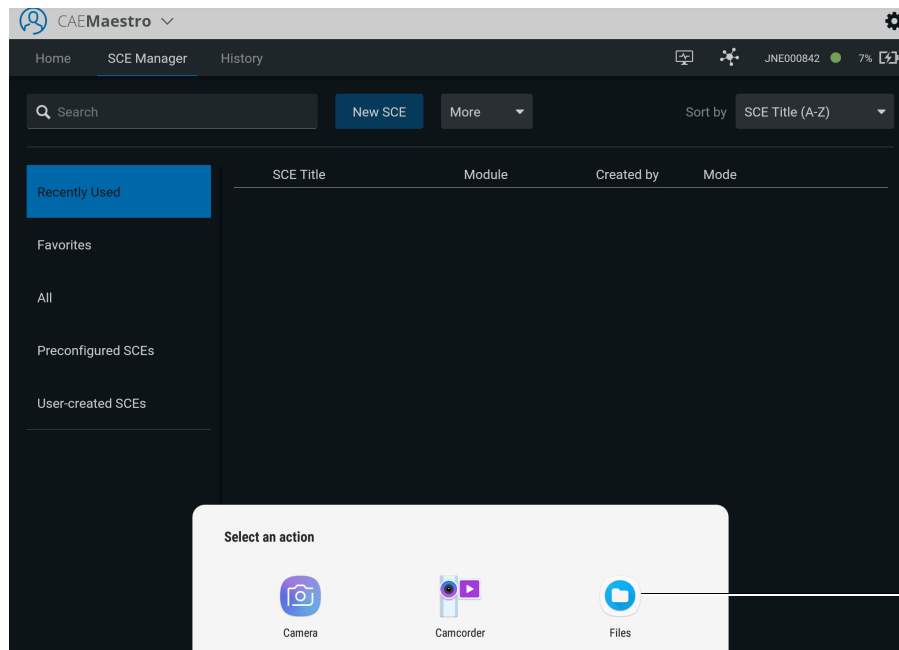 CAEMaestro
Home SCE Manager History JNE000842 7%
Search New SCE More Sort by SCE Title (A-Z)
SCE Title Module Created by Mode
Recently Used
Favorites
All
Preconfigured SCEs
User-created SCEs
Select an action
Camera Camcorder Files